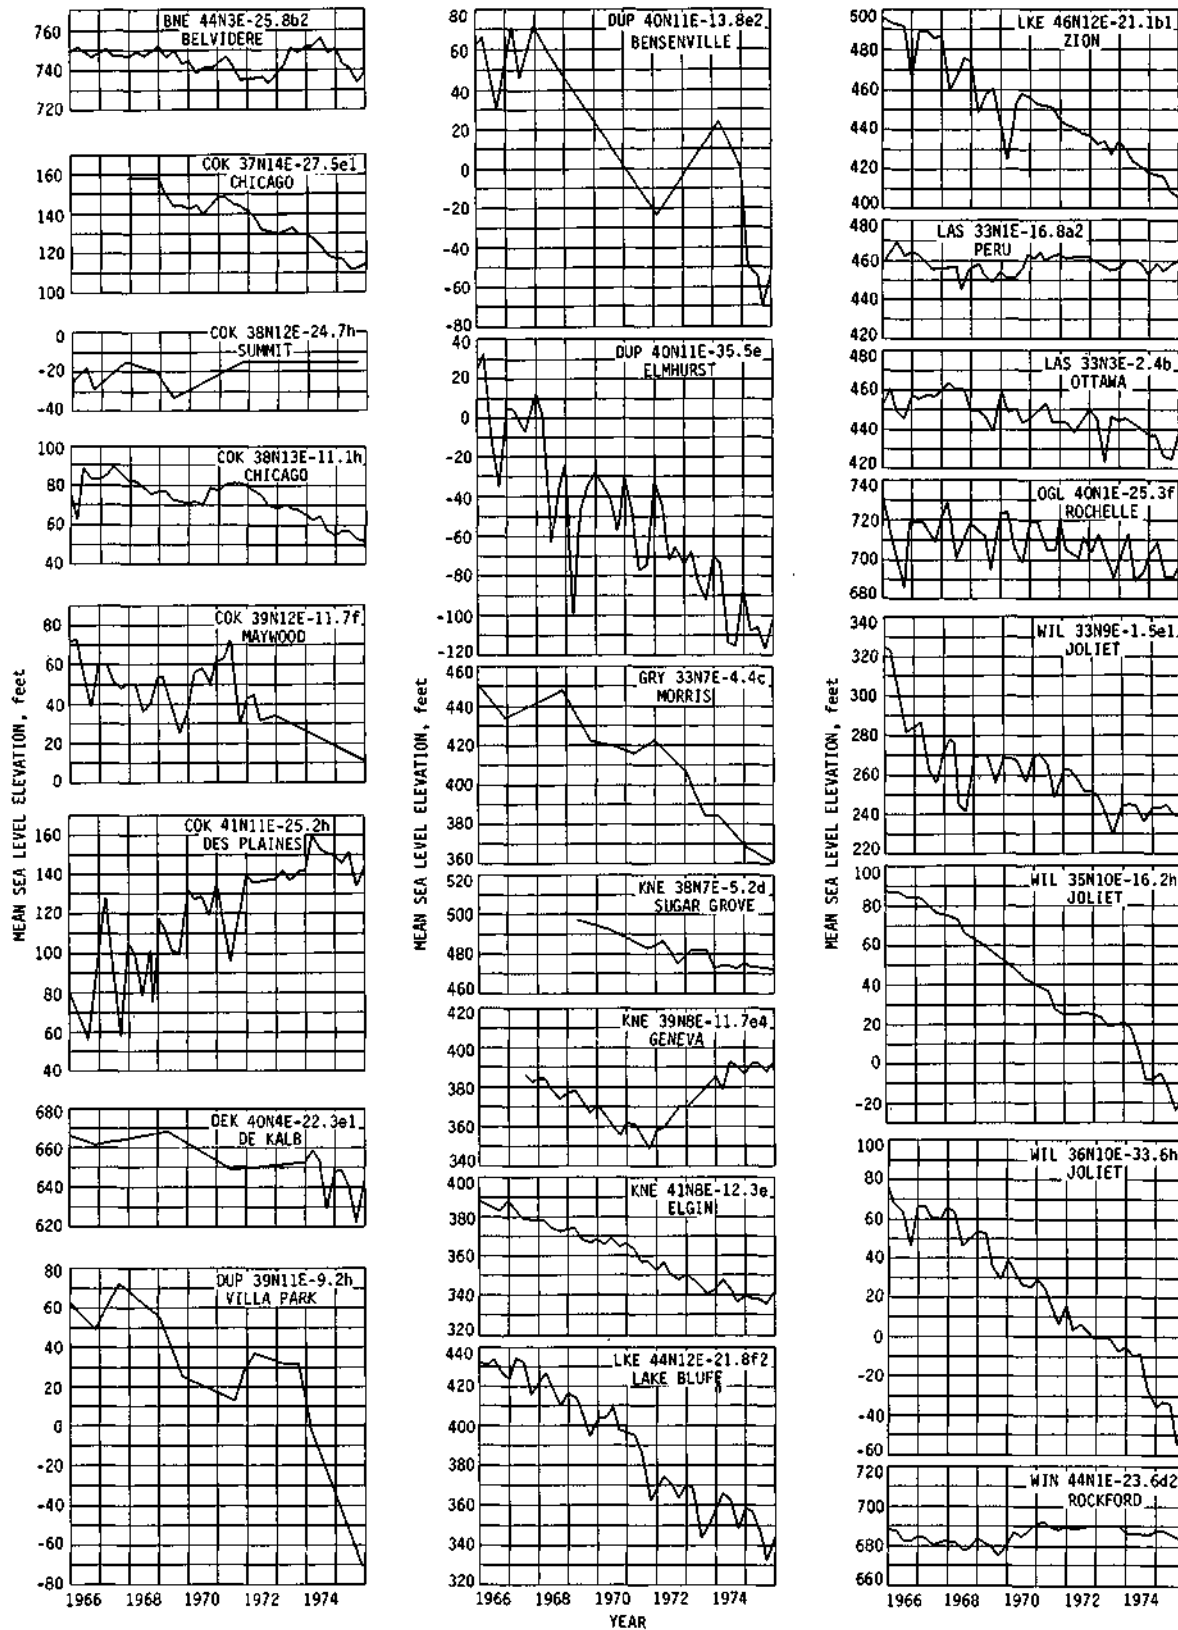 BNE 44N3E-25.8b2
BELVIDERE
760
740
720
COK 37N14E-27.5e1
CHICAGO
160
140
120
100
COK 38N12E-24.7h
SUMMIT
0
-20
-40
COK 38N13E-11.1h
CHICAGO
100
80
60
40
COK 39N12E-11.7f
MAYWOOD
80
60
40
20
0
COK 41N11E-25.2h
DES PLAINES
160
140
120
100
80
60
40
DEK 40N4E-22.3e1
DE KALB
680
660
640
620
DUP 39N11E-9.2h
VILLA PARK
80
60
40
20
0
-20
-40
-60
-80
MEAN SEA LEVEL ELEVATION, feet
1966 1968 1970 1972 1974
DUP 40N11E-13.8e2
BENSENVILLE
80
60
40
20
0
-20
-40
-60
-80
DUP 40N11E-35.5e
ELMHURST
40
20
0
-20
-40
-60
-80
-100
-120
GRY 33N7E-4.4c
MORRIS
460
440
420
400
380
360
KNE 38N7E-5.2d
SUGAR GROVE
520
500
480
460
KNE 39N8E-11.7e4
GENEVA
420
400
380
360
340
KNE 41N8E-12.3e
ELGIN
400
380
360
340
320
LKE 44N12E-21.8f2
LAKE BLUFF
440
420
400
380
360
340
320
MEAN SEA LEVEL ELEVATION, feet
1966 1968 1970 1972 1974
YEAR
LKE 46N12E-21.1b1
ZION
500
480
460
440
420
400
LAS 33N1E-16.8a2
PERU
480
460
440
420
LAS 33N3E-2.4b
OTTAWA
480
460
440
420
OGL 40N1E-25.3f
ROCHELLE
740
720
700
680
WIL 33N9E-1.5e1
JOLIET
340
320
300
280
260
240
220
WIL 35N10E-16.2h
JOLIET
100
80
60
40
20
0
-20
WIL 36N10E-33.6h
JOLIET
100
80
60
40
20
0
-20
-40
-60
WIN 44N1E-23.6d2
ROCKFORD
720
700
680
660
MEAN SEA LEVEL ELEVATION, feet
1966 1968 1970 1972 1974